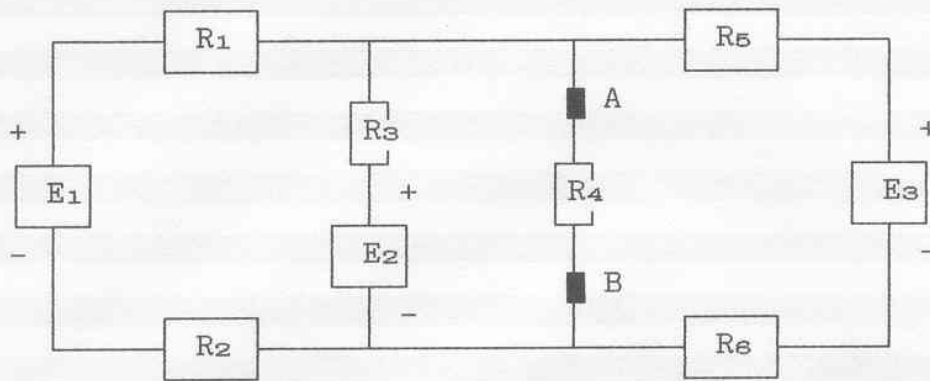 R1 R5
A
R3
+ + +
E1 R4 E3
E2
- - -
B
R2 R6